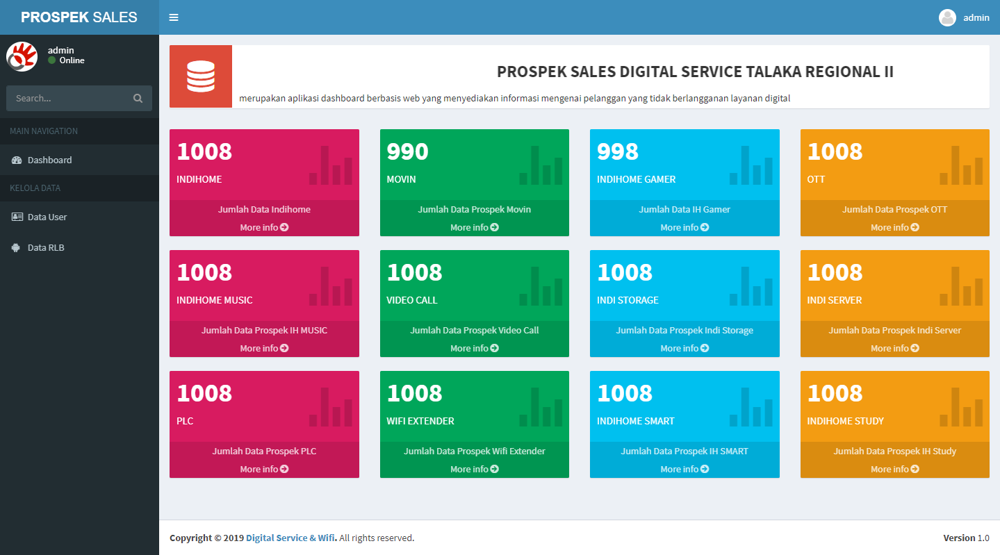 PROSPEK SALES
admin
admin
Online
Search...
MAIN NAVIGATION
Dashboard
KELOLA DATA
Data User
Data RLB
PROSPEK SALES DIGITAL SERVICE TALAKA REGIONAL II
merupakan aplikasi dashboard berbasis web yang menyediakan informasi mengenai pelanggan yang tidak berlangganan layanan digital
1008
INDIHOME
Jumlah Data Indihome
More info
990
MOVIN
Jumlah Data Prospek Movin
More info
998
INDIHOME GAMER
Jumlah Data IH Gamer
More info
1008
OTT
Jumlah Data Prospek OTT
More info
1008
INDIHOME MUSIC
Jumlah Data Prospek IH MUSIC
More info
1008
VIDEO CALL
Jumlah Data Prospek Video Call
More info
1008
INDI STORAGE
Jumlah Data Prospek Indi Storage
More info
1008
INDI SERVER
Jumlah Data Prospek Indi Server
More info
1008
PLC
Jumlah Data Prospek PLC
More info
1008
WIFI EXTENDER
Jumlah Data Prospek Wifi Extender
More info
1008
INDIHOME SMART
Jumlah Data Prospek IH SMART
More info
1008
INDIHOME STUDY
Jumlah Data Prospek IH Study
More info
Copyright © 2019 Digital Service & Wifi. All rights reserved.
Version 1.0